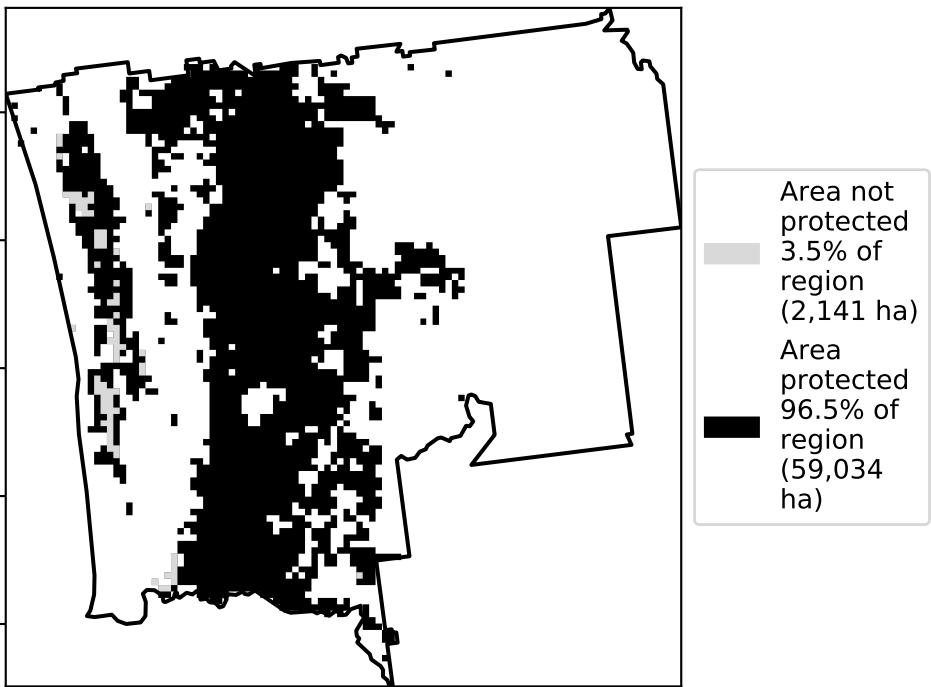 Area not
protected
3.5% of
region
(2,141 ha)
Area
protected
96.5% of
region
(59,034
ha)